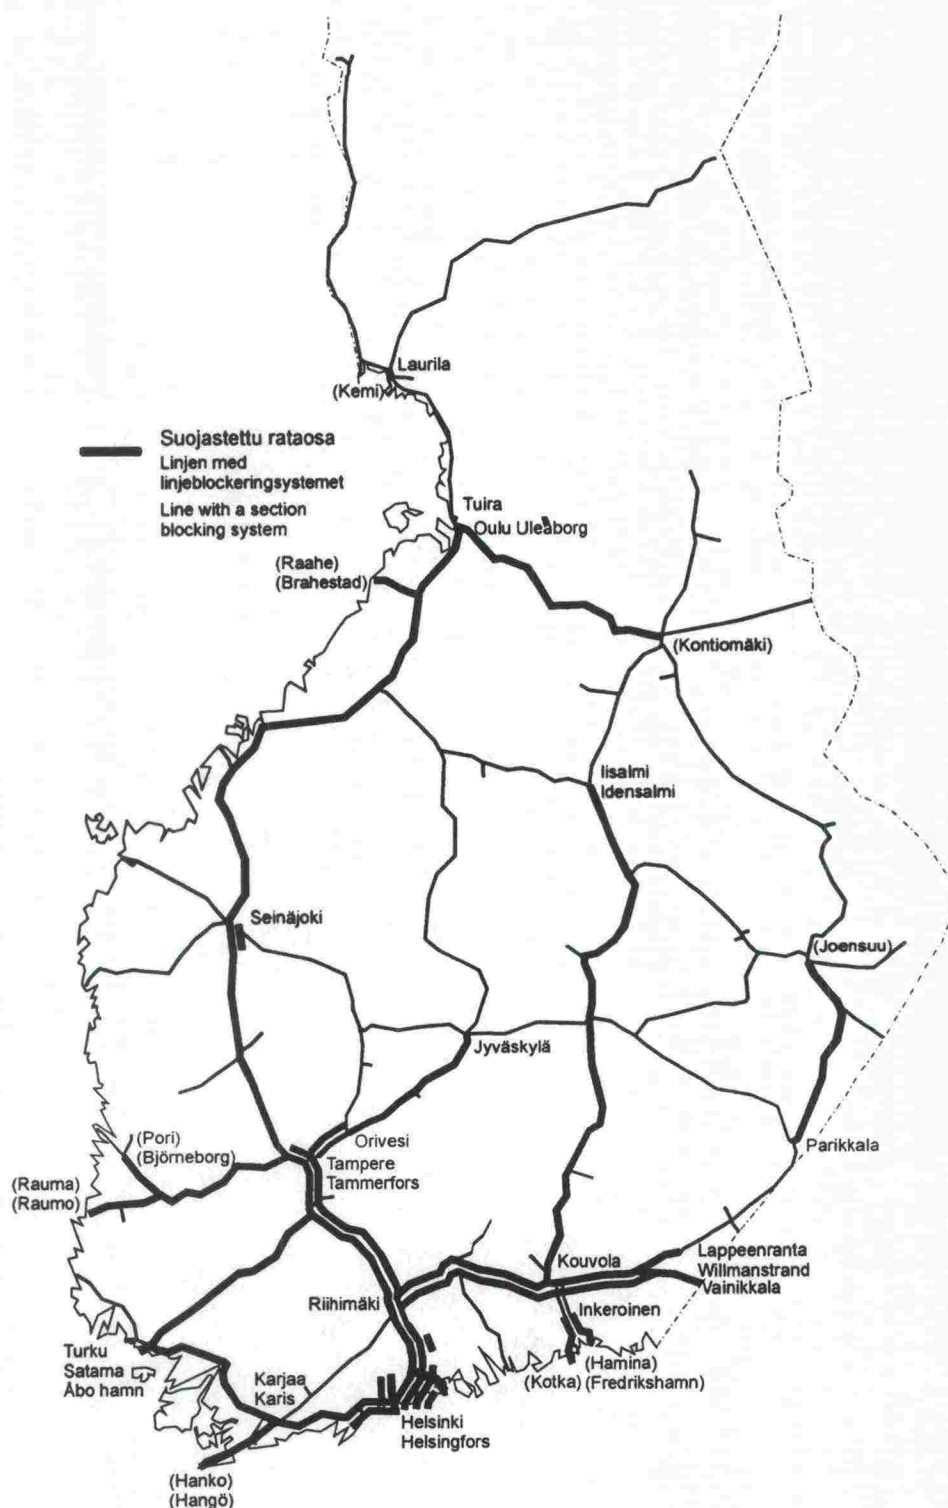 Laurila
(Kemi)
Suojastettu rataosa
Linjen med
linjeblockeringsystemet
Line with a section
blocking system
Tuira
Oulu Uleåborg
(Raahe)
(Brahestad)
(Kontiomäki)
Iisalmi
Idensalmi
Seinäjoki
(Joensuu)
Jyväskylä
Orivesi
(Pori)
(Björneborg)
Tampere
Tammerfors
Parikkala
(Rauma)
(Raumo)
Kouvola
Lappeenranta
Willmanstrand
Vainikkala
Riihimäki
Inkeroinen
Turku
Satama
Åbo hamn
Karjaa
Karis
(Hamina)
(Kotka) (Fredrikshamn)
Helsinki
Helsingfors
(Hanko)
(Hangö)